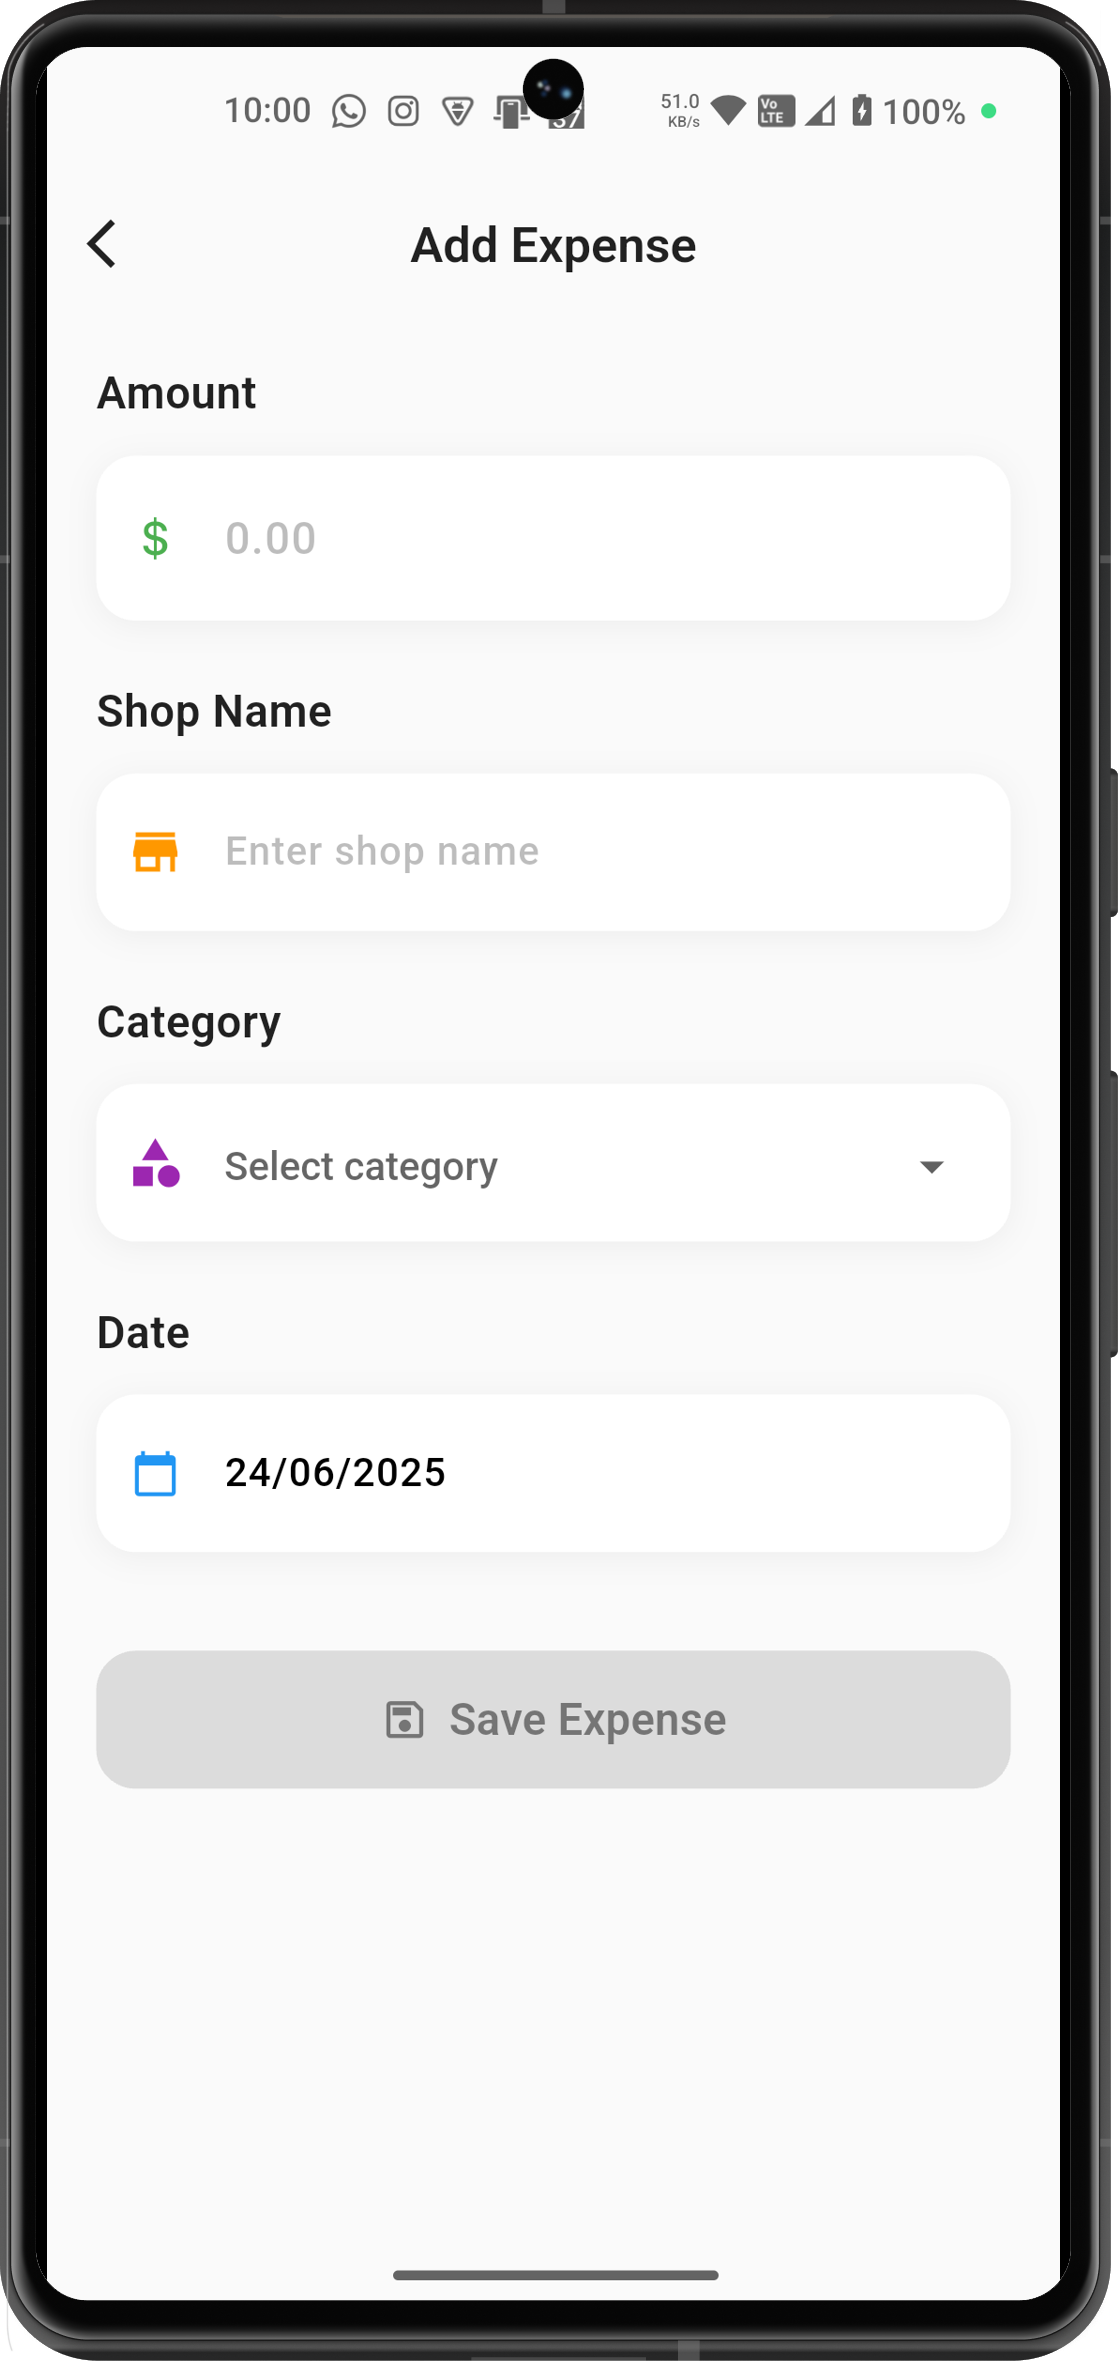 10:00 51.0 KB/s Vo LTE 100%
Add Expense
Amount
$ 0.00
Shop Name
Enter shop name
Category
Select category
Date
24/06/2025
Save Expense